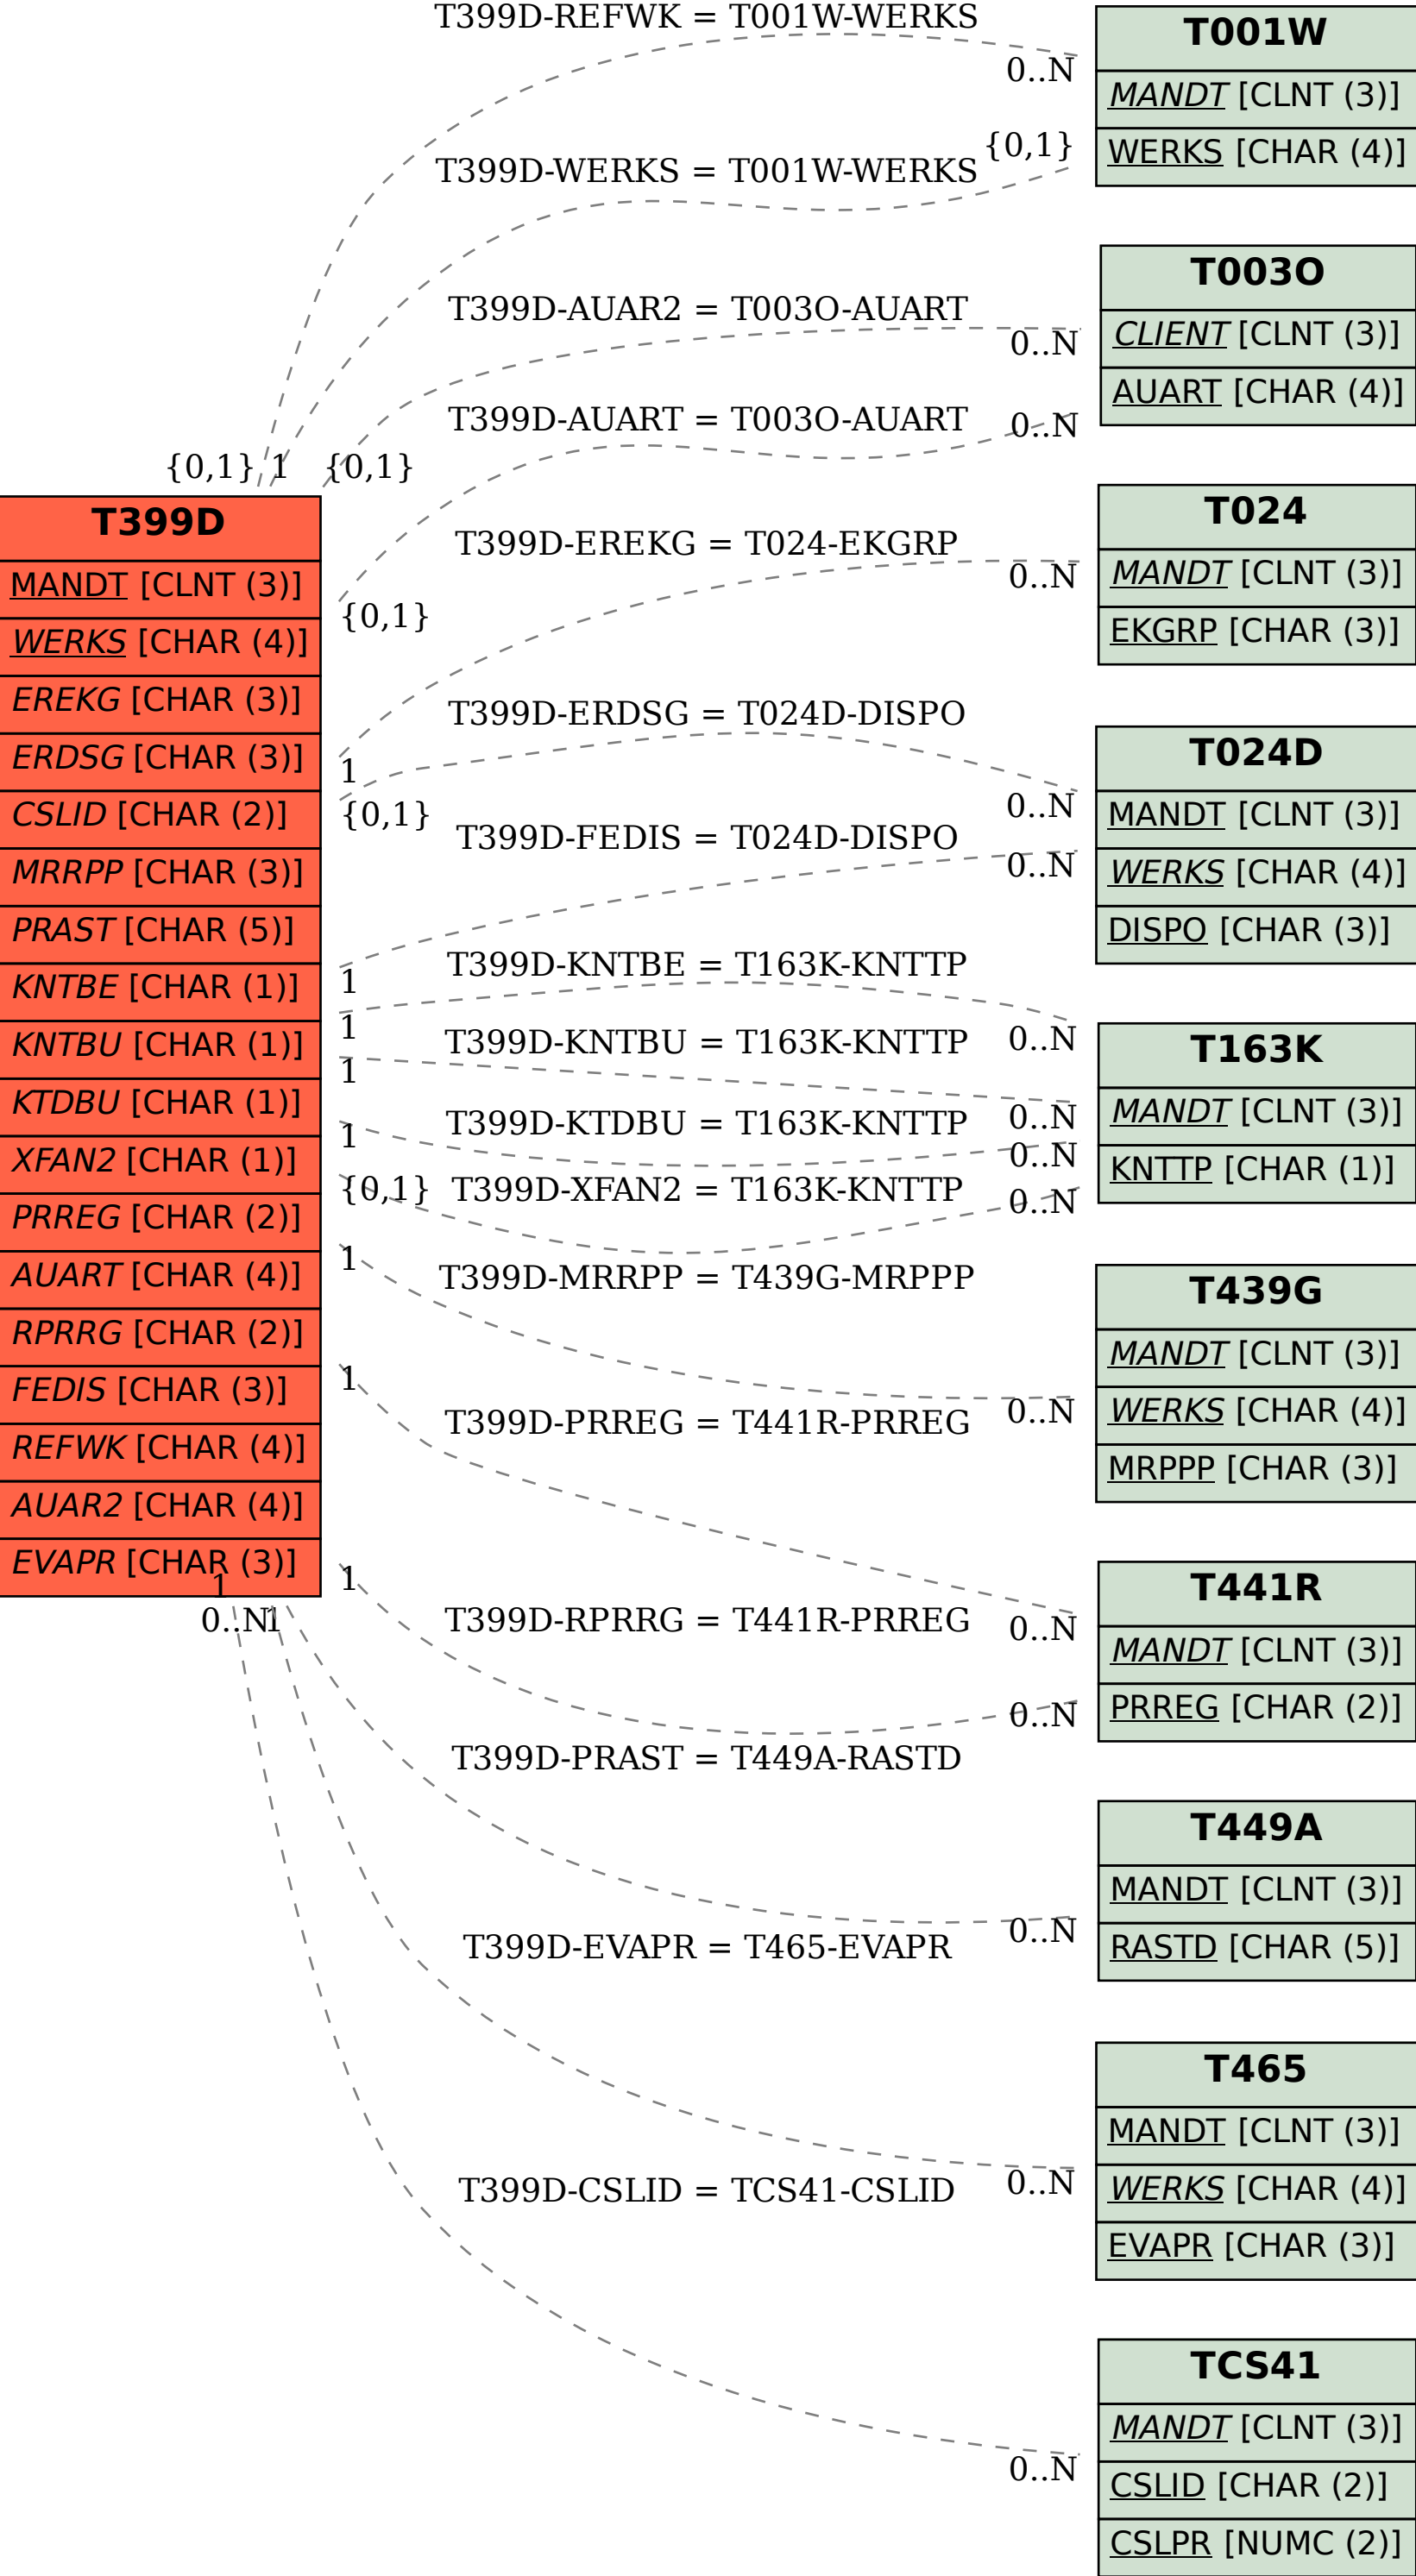 T399D-REFWK = T001W-WERKS
0..N
T399D-WERKS = T001W-WERKS
{0,1}
T399D-AUAR2 = T003O-AUART
0..N
T399D-AUART = T003O-AUART
0..N
{0,1}
1
{0,1}
T399D
MANDT [CLNT (3)]
WERKS [CHAR (4)]
EREKG [CHAR (3)]
ERDSG [CHAR (3)]
CSLID [CHAR (2)]
MRRPP [CHAR (3)]
PRAST [CHAR (5)]
KNTBE [CHAR (1)]
KNTBU [CHAR (1)]
KTDBU [CHAR (1)]
XFAN2 [CHAR (1)]
PRREG [CHAR (2)]
AUART [CHAR (4)]
RPRRG [CHAR (2)]
FEDIS [CHAR (3)]
REFWK [CHAR (4)]
AUAR2 [CHAR (4)]
EVAPR [CHAR (3)]
1
0..N
1
{0,1}
T399D-EREKG = T024-EKGRP
0..N
1
T399D-ERDSG = T024D-DISPO
0..N
{0,1}
T399D-FEDIS = T024D-DISPO
0..N
1
T399D-KNTBE = T163K-KNTTP
0..N
1
T399D-KNTBU = T163K-KNTTP
0..N
1
T399D-KTDBU = T163K-KNTTP
0..N
1
T399D-XFAN2 = T163K-KNTTP
0..N
{0,1}
T399D-MRRPP = T439G-MRPPP
0..N
1
T399D-PRREG = T441R-PRREG
0..N
1
T399D-RPRRG = T441R-PRREG
0..N
1
T399D-PRAST = T449A-RASTD
0..N
T399D-EVAPR = T465-EVAPR
0..N
T399D-CSLID = TCS41-CSLID
0..N
T001W
MANDT [CLNT (3)]
WERKS [CHAR (4)]
T003O
CLIENT [CLNT (3)]
AUART [CHAR (4)]
T024
MANDT [CLNT (3)]
EKGRP [CHAR (3)]
T024D
MANDT [CLNT (3)]
WERKS [CHAR (4)]
DISPO [CHAR (3)]
T163K
MANDT [CLNT (3)]
KNTTP [CHAR (1)]
T439G
MANDT [CLNT (3)]
WERKS [CHAR (4)]
MRPPP [CHAR (3)]
T441R
MANDT [CLNT (3)]
PRREG [CHAR (2)]
T449A
MANDT [CLNT (3)]
RASTD [CHAR (5)]
T465
MANDT [CLNT (3)]
WERKS [CHAR (4)]
EVAPR [CHAR (3)]
TCS41
MANDT [CLNT (3)]
CSLID [CHAR (2)]
CSLPR [NUMC (2)]